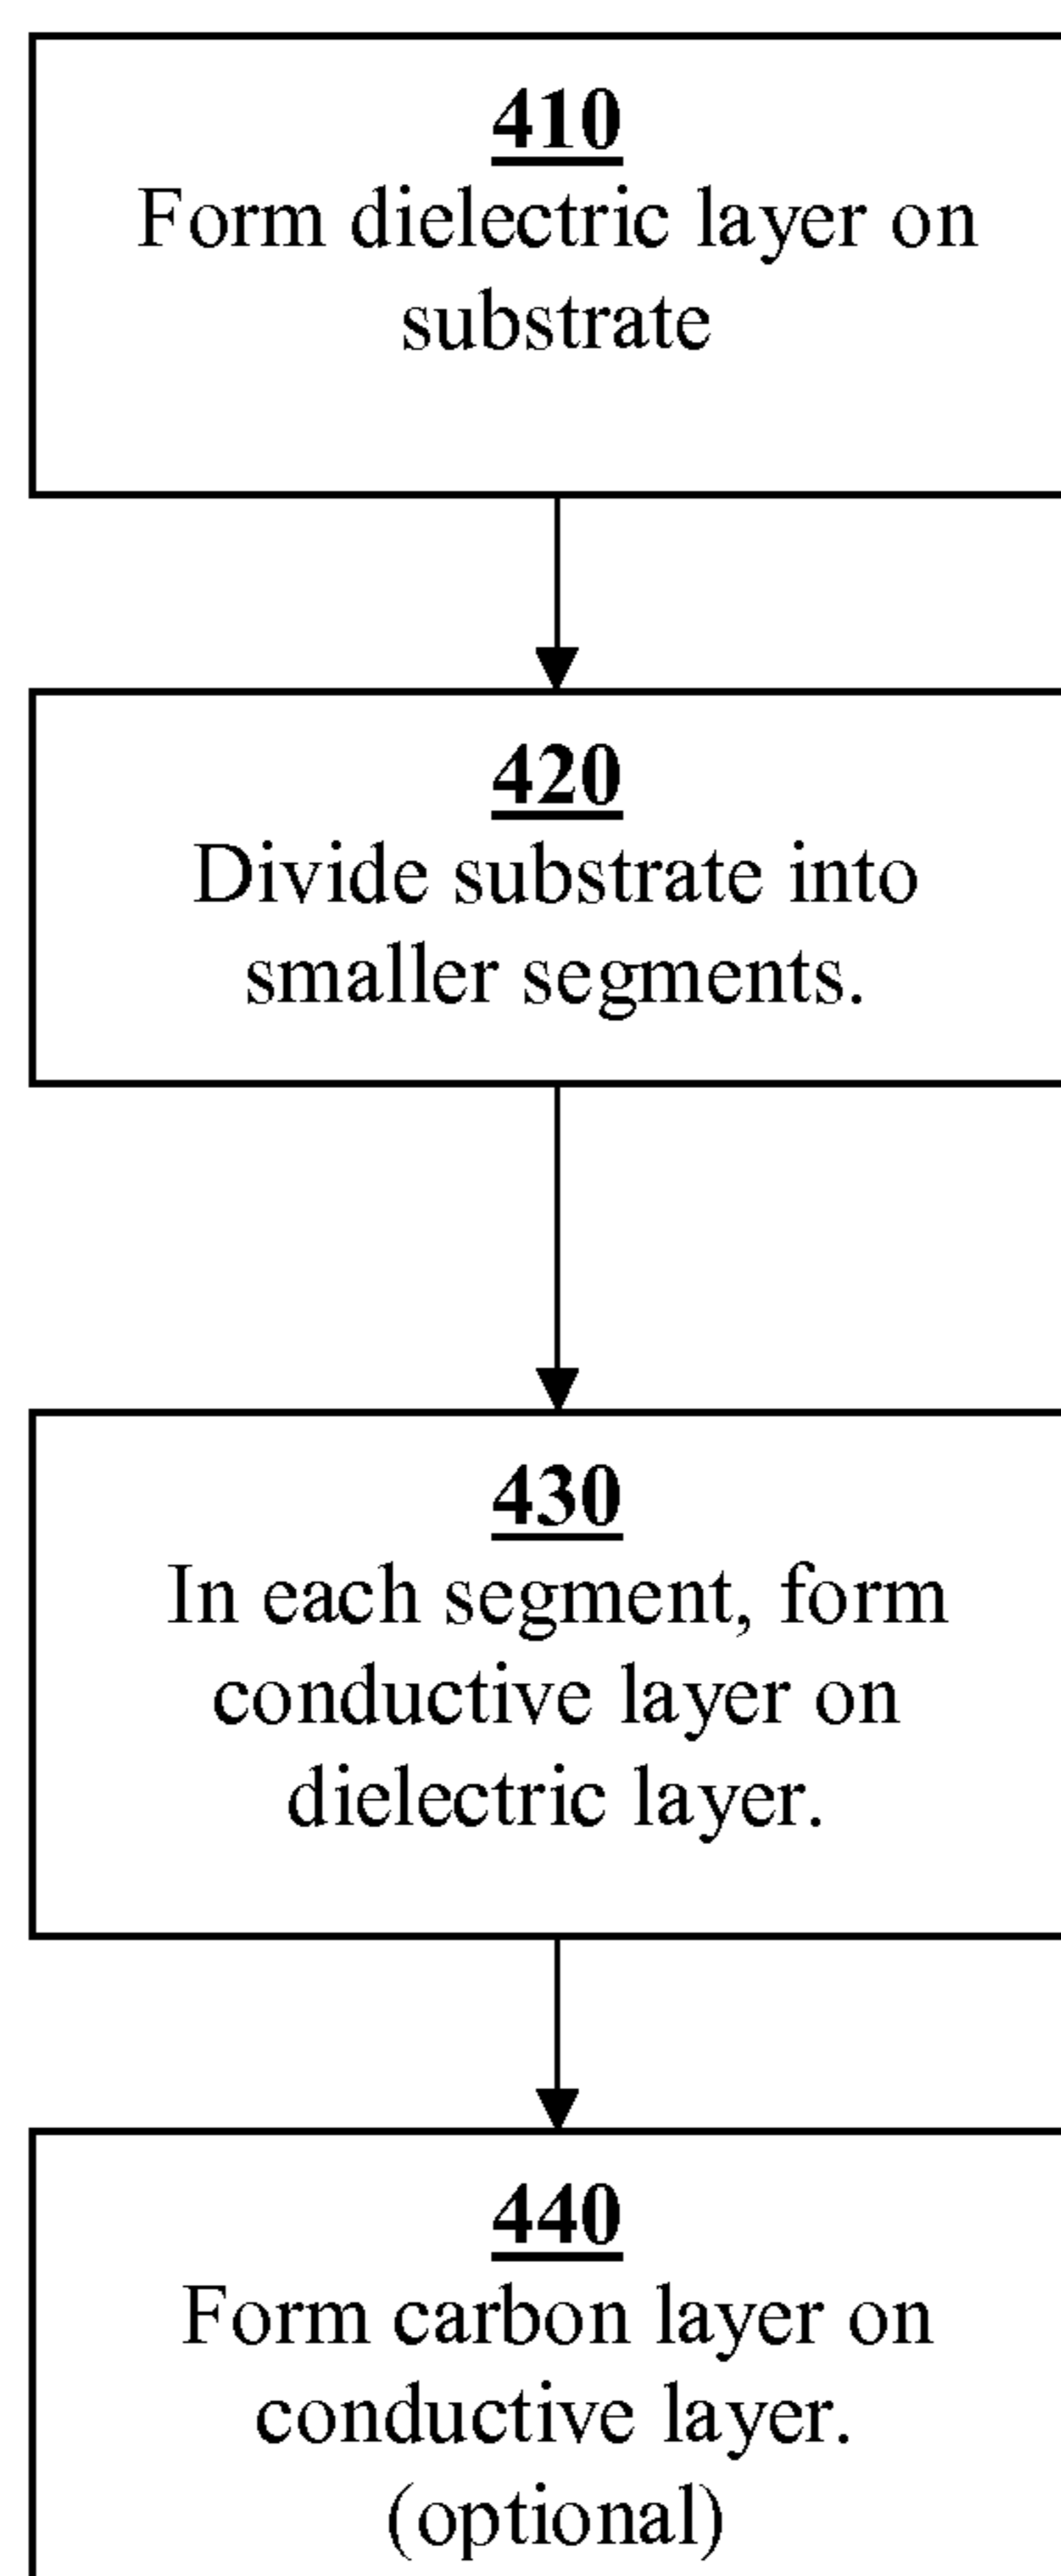 410
Form dielectric layer on
substrate
420
Divide substrate into
smaller segments.
430
In each segment, form
conductive layer on
dielectric layer.
440
Form carbon layer on
conductive layer.
(optional)